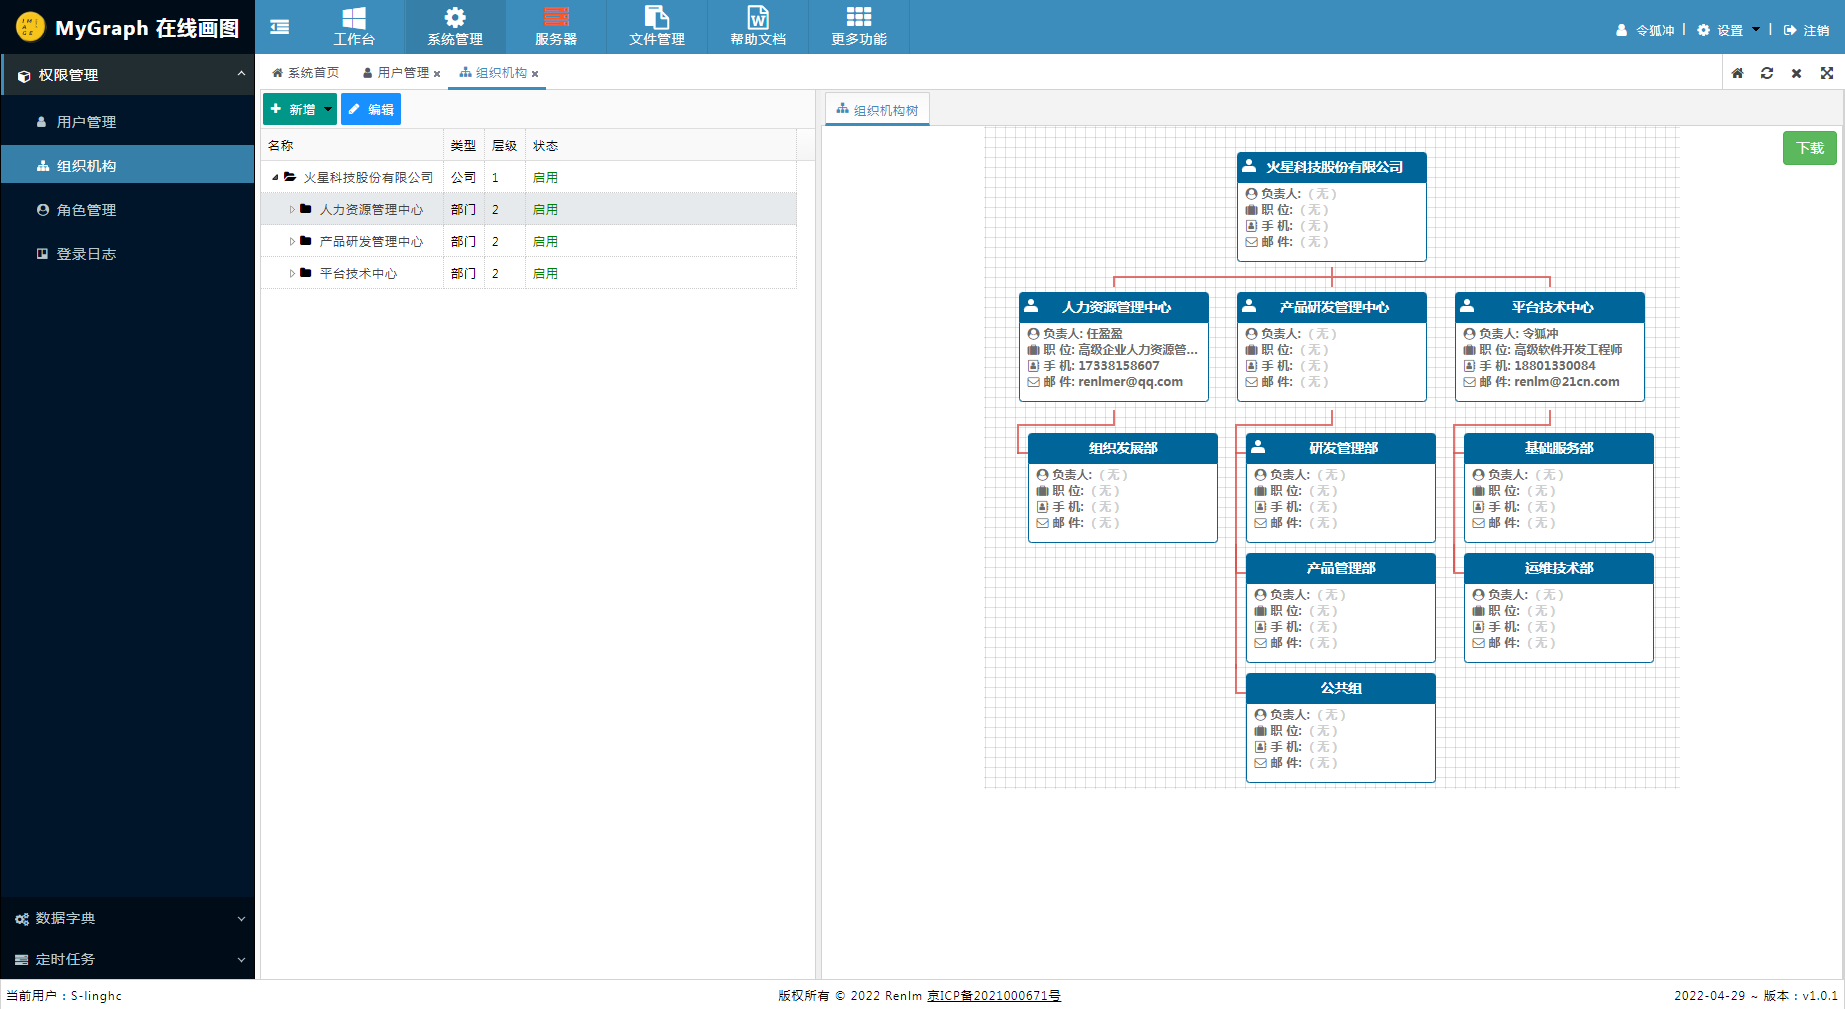 MyGraph 在线画图
工作台
系统管理
服务器
文件管理
帮助文档
更多功能
令狐冲 | 设置 | 注销
权限管理
用户管理
组织机构
角色管理
登录日志
数据字典
定时任务
系统首页
用户管理
组织机构
新增
编辑
名称 类型 层级 状态
火星科技股份有限公司 公司 1 启用
人力资源管理中心 部门 2 启用
产品研发管理中心 部门 2 启用
平台技术中心 部门 2 启用
组织机构树
下载
火星科技股份有限公司
负责人:（无）
职 位:（无）
手 机:（无）
邮 件:（无）
人力资源管理中心
负责人: 任盈盈
职 位: 高级企业人力资源管...
手 机: 17338158607
邮 件: renlmer@qq.com
产品研发管理中心
负责人:（无）
职 位:（无）
手 机:（无）
邮 件:（无）
平台技术中心
负责人: 令狐冲
职 位: 高级软件开发工程师
手 机: 18801330084
邮 件: renlm@21cn.com
组织发展部
负责人:（无）
职 位:（无）
手 机:（无）
邮 件:（无）
研发管理部
负责人:（无）
职 位:（无）
手 机:（无）
邮 件:（无）
基础服务部
负责人:（无）
职 位:（无）
手 机:（无）
邮 件:（无）
产品管理部
负责人:（无）
职 位:（无）
手 机:（无）
邮 件:（无）
运维技术部
负责人:（无）
职 位:（无）
手 机:（无）
邮 件:（无）
公共组
负责人:（无）
职 位:（无）
手 机:（无）
邮 件:（无）
当前用户：S-linghc
版权所有 © 2022 Renlm 京ICP备2021000671号
2022-04-29 ~ 版本：v1.0.1